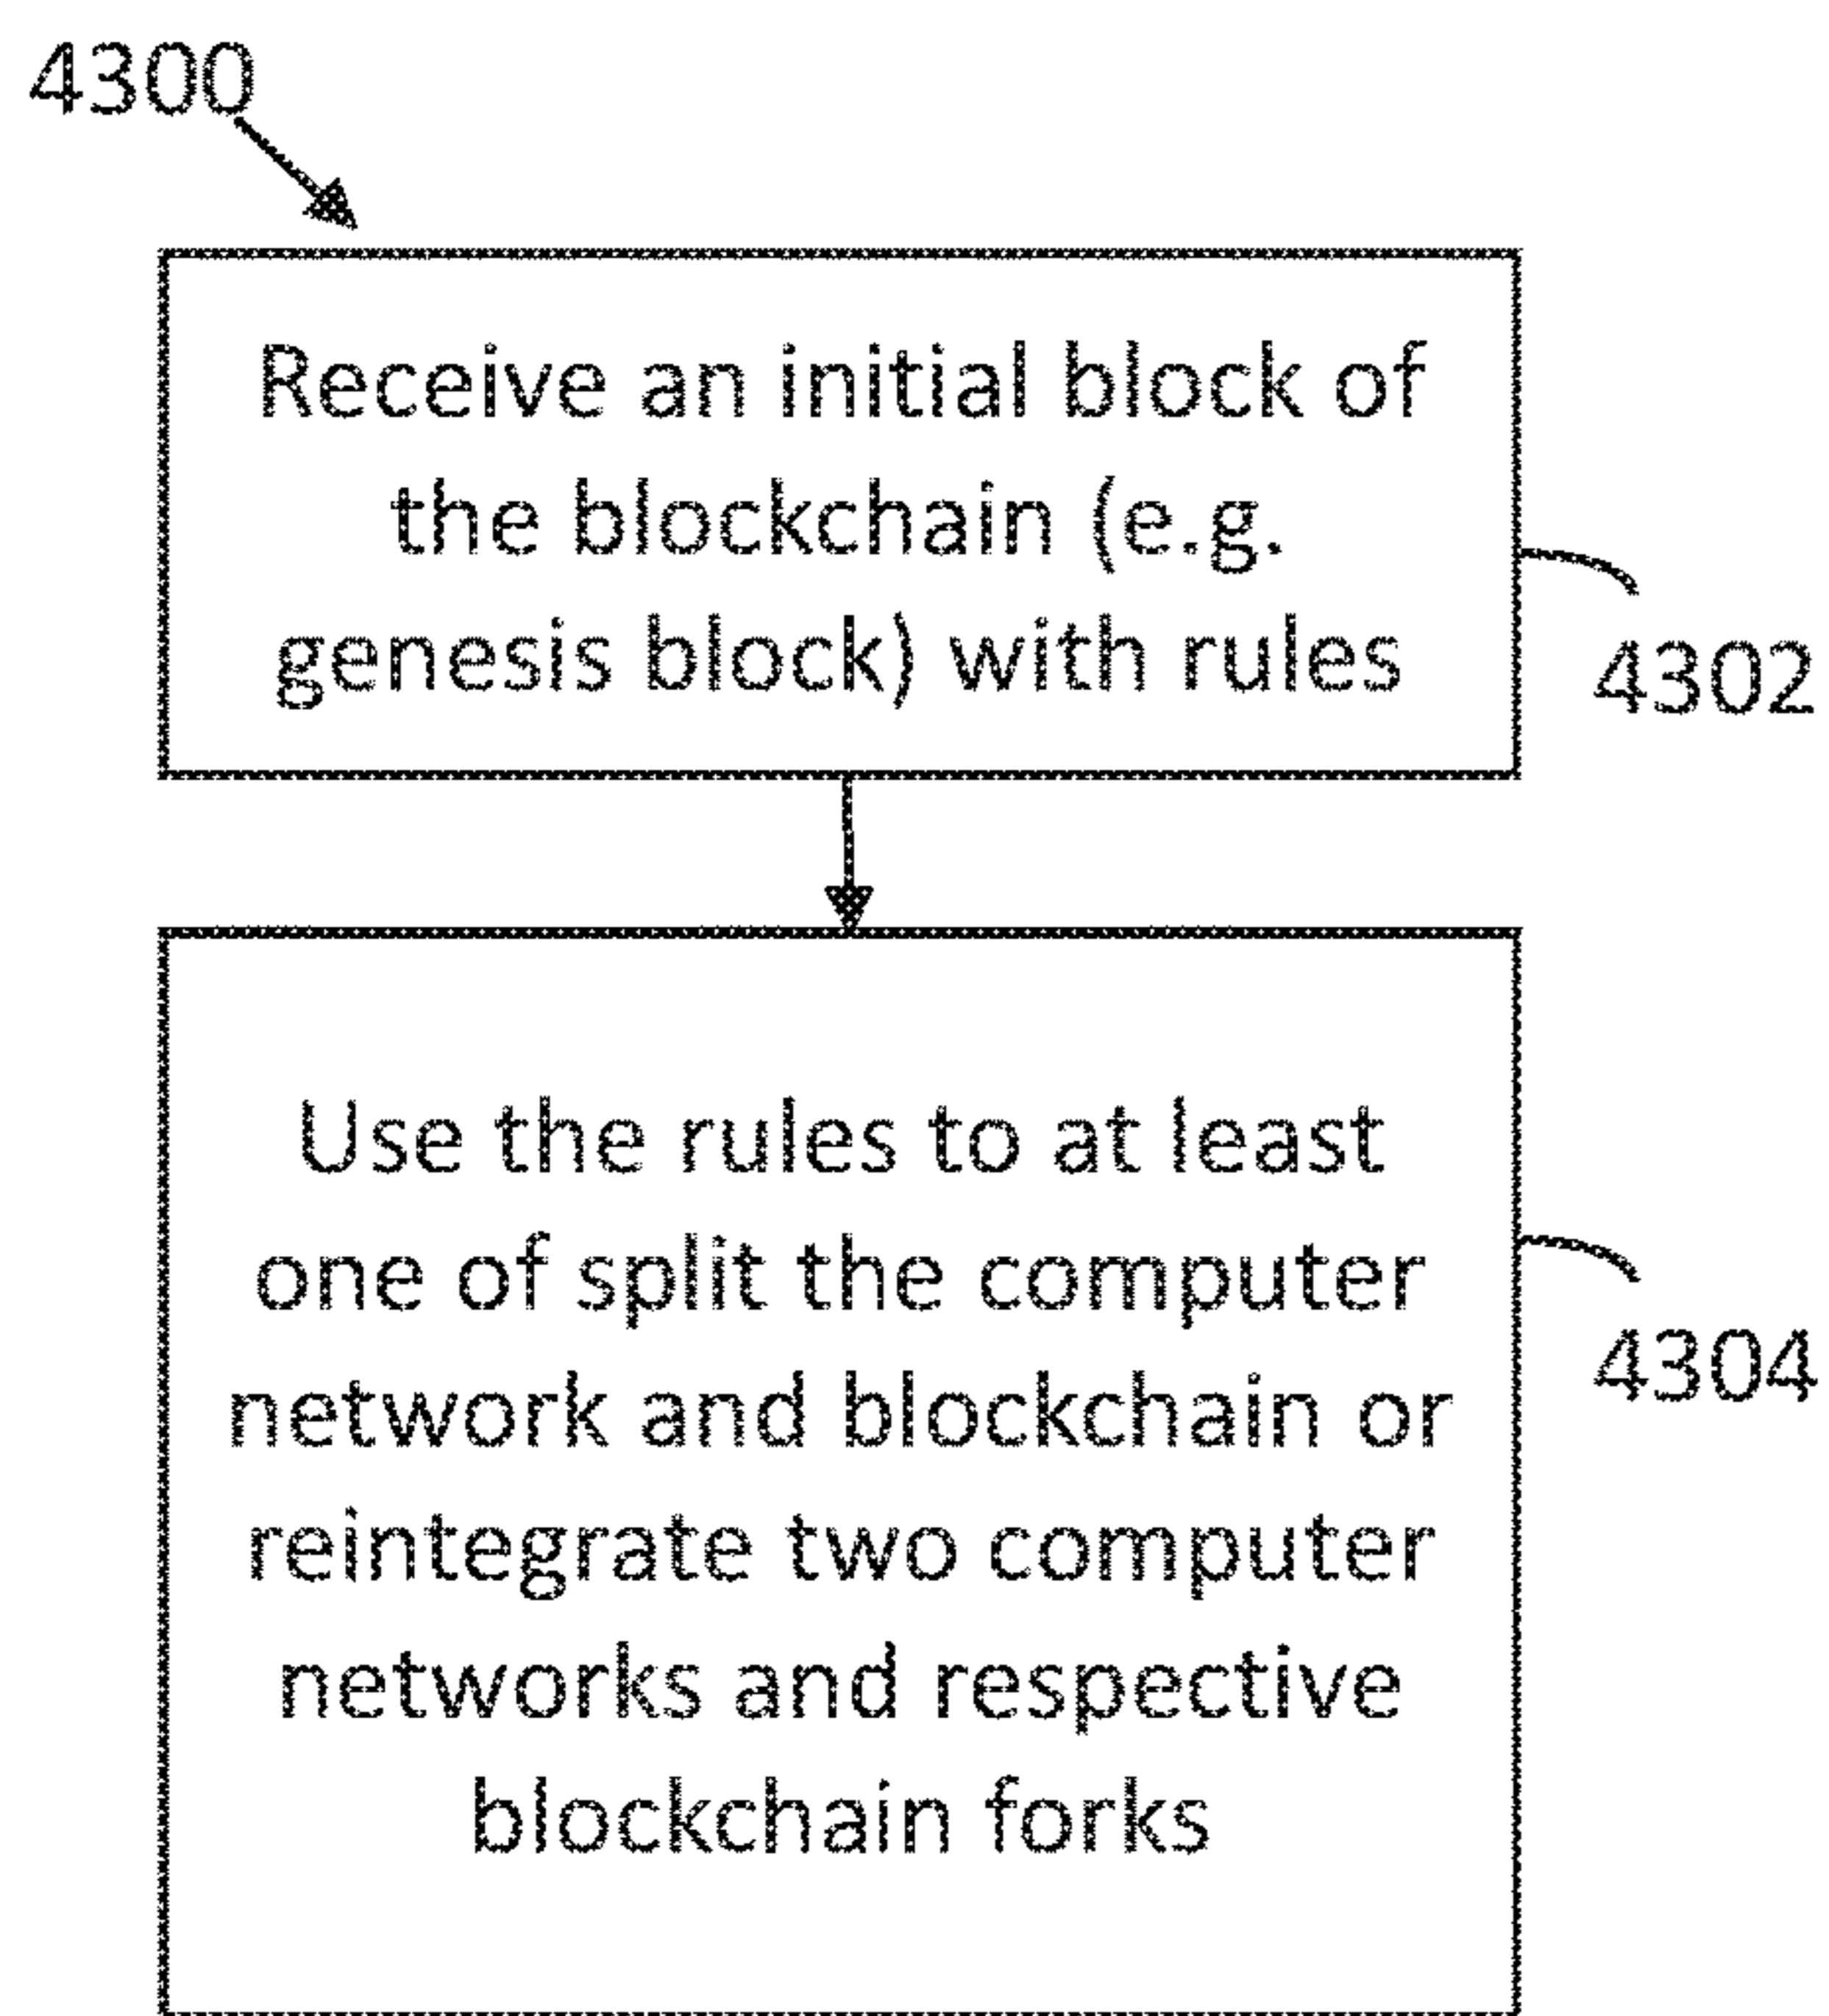 4300
Receive an initial block of
the blockchain (e.g.
genesis block) with rules
4302
Use the rules to at least
one of split the computer
network and blockchain or
reintegrate two computer
networks and respective
blockchain forks
4304